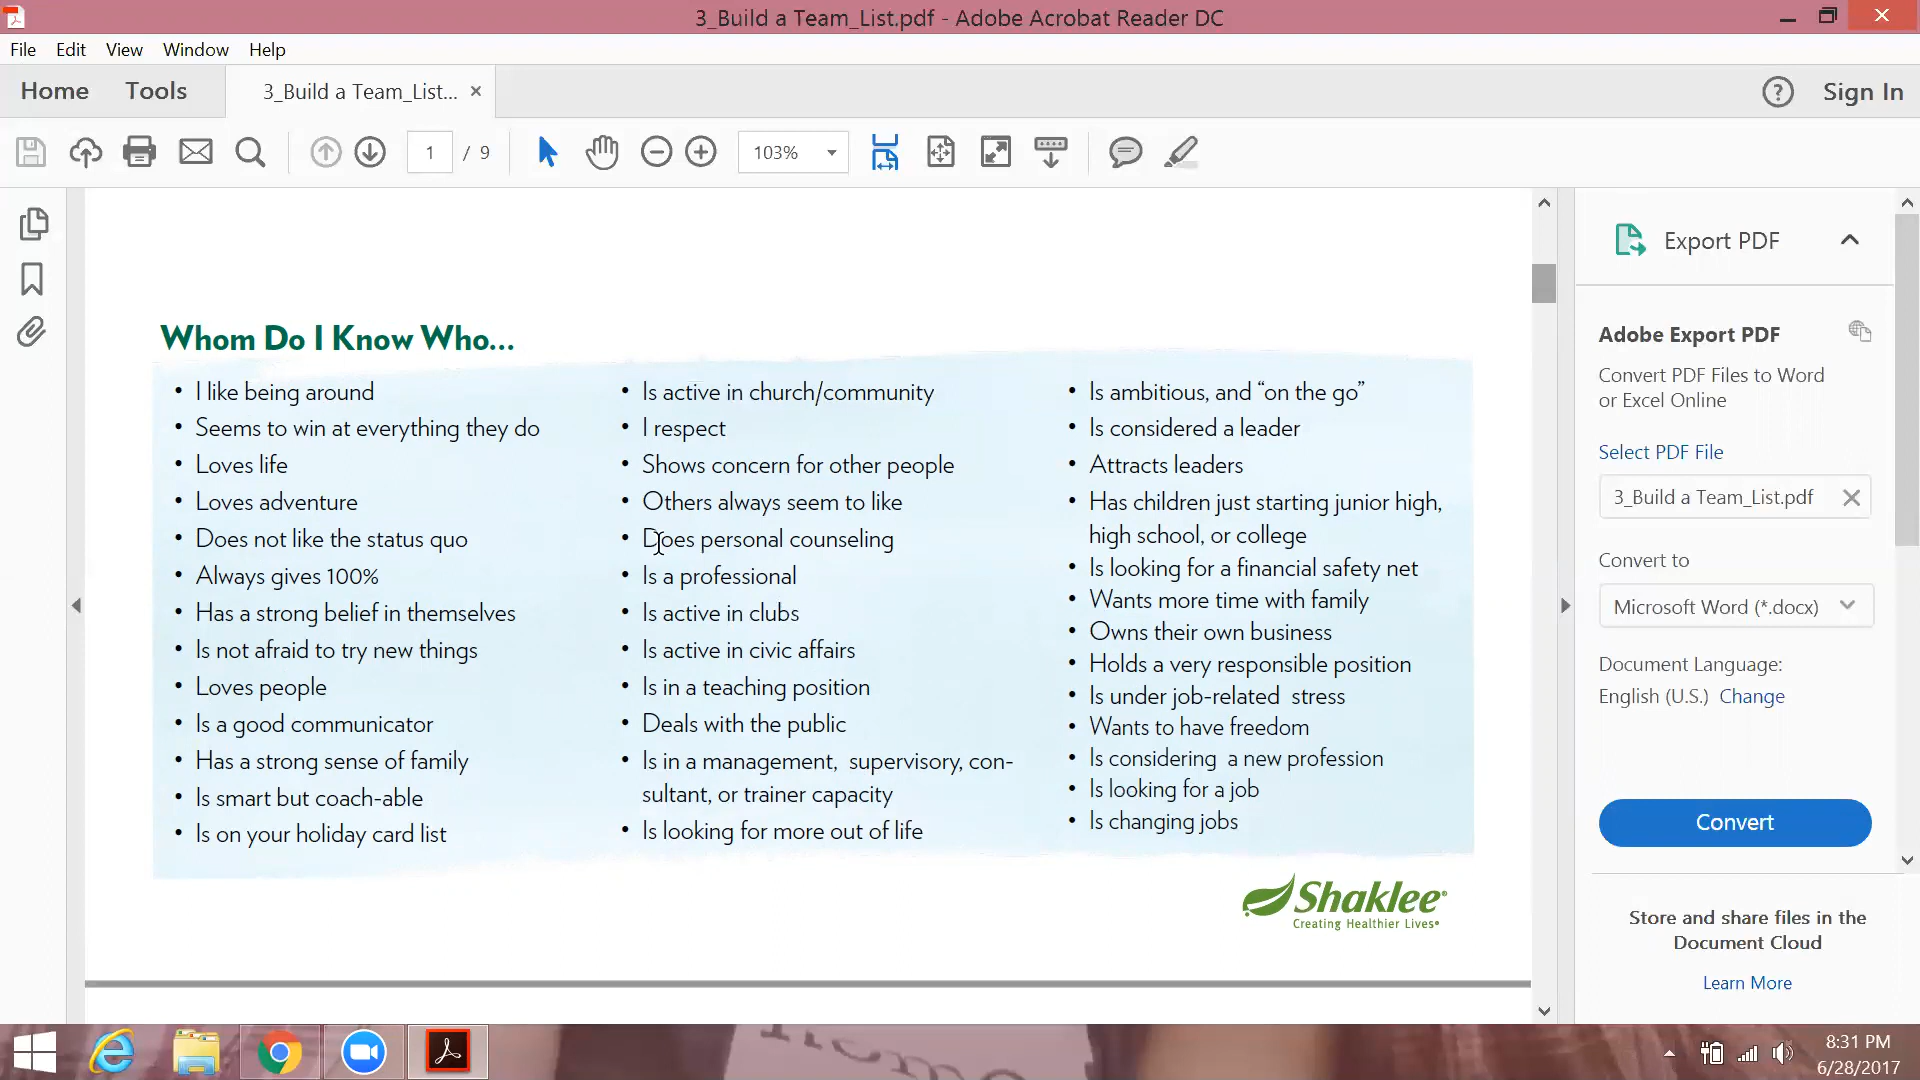 3_Build a Team_List.pdf - Adobe Acrobat Reader DC
File Edit View Window Help
Home Tools 3_Build a Team_List... × ? Sign In
1 / 9 103%
Export PDF
Adobe Export PDF
Convert PDF Files to Word
or Excel Online
Select PDF File
3_Build a Team_List.pdf
Convert to
Microsoft Word (*.docx)
Document Language:
English (U.S.) Change
Convert
Store and share files in the
Document Cloud
Learn More
Whom Do I Know Who...
• I like being around
• Seems to win at everything they do
• Loves life
• Loves adventure
• Does not like the status quo
• Always gives 100%
• Has a strong belief in themselves
• Is not afraid to try new things
• Loves people
• Is a good communicator
• Has a strong sense of family
• Is smart but coach-able
• Is on your holiday card list
• Is active in church/community
• I respect
• Shows concern for other people
• Others always seem to like
• Does personal counseling
• Is a professional
• Is active in clubs
• Is active in civic affairs
• Is in a teaching position
• Deals with the public
• Is in a management, supervisory, con-
sultant, or trainer capacity
• Is looking for more out of life
• Is ambitious, and “on the go”
• Is considered a leader
• Attracts leaders
• Has children just starting junior high,
high school, or college
• Is looking for a financial safety net
• Wants more time with family
• Owns their own business
• Holds a very responsible position
• Is under job-related stress
• Wants to have freedom
• Is considering a new profession
• Is looking for a job
• Is changing jobs
Shaklee®
Creating Healthier Lives®
8:31 PM
6/28/2017